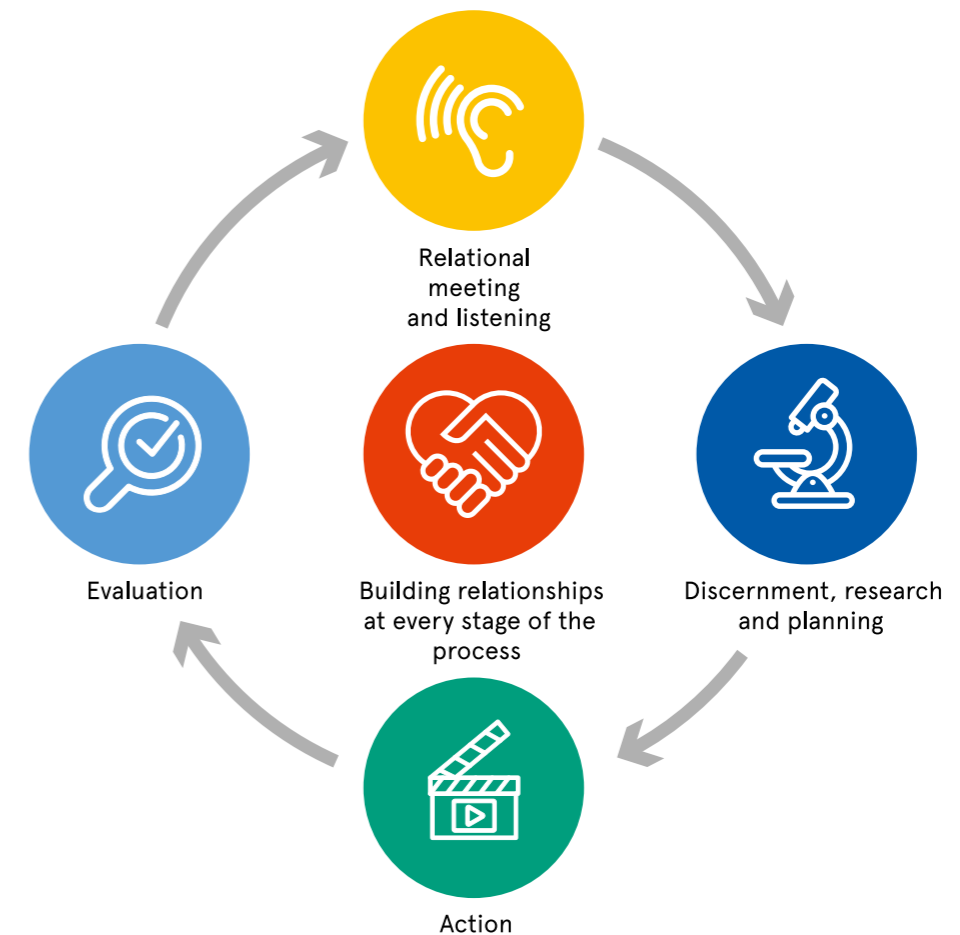 Relational
meeting
and listening
Evaluation
Building relationships
at every stage of the
process
Discernment, research
and planning
Action